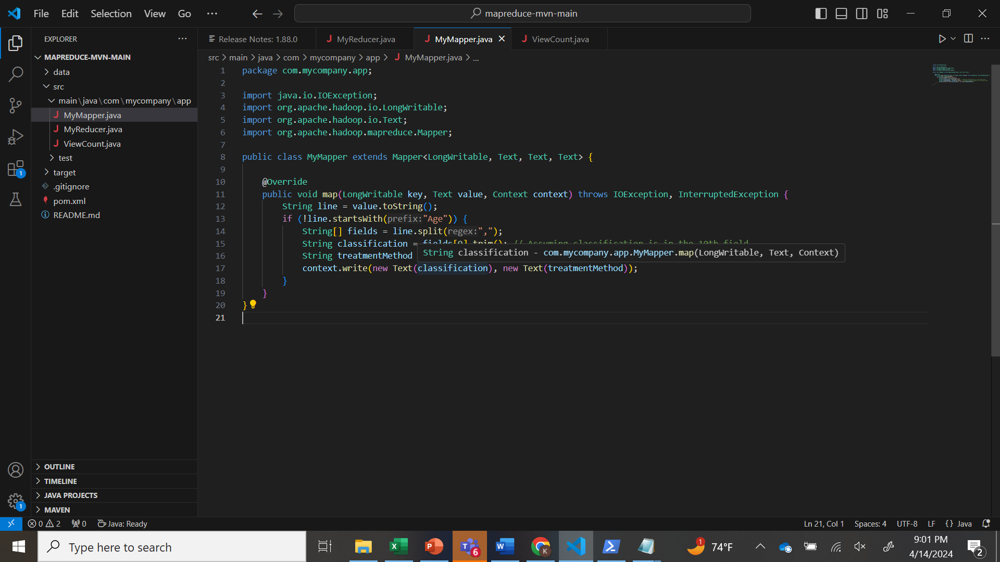 File Edit Selection View Go ···
mapreduce-mvn-main
EXPLORER ···
MAPREDUCE-MVN-MAIN
data
src
main\java\com\mycompany\app
MyMapper.java
MyReducer.java
ViewCount.java
test
target
.gitignore
pom.xml
README.md
OUTLINE
TIMELINE
JAVA PROJECTS
MAVEN
1
1
Release Notes: 1.88.0
J MyReducer.java
J MyMapper.java
J ViewCount.java
src > main > java > com > mycompany > app > J MyMapper.java > ...
1 package com.mycompany.app;
2
3 import java.io.IOException;
4 import org.apache.hadoop.io.LongWritable;
5 import org.apache.hadoop.io.Text;
6 import org.apache.hadoop.mapreduce.Mapper;
7
8 public class MyMapper extends Mapper<LongWritable, Text, Text, Text> {
9
10 @Override
11 public void map(LongWritable key, Text value, Context context) throws IOException, InterruptedException {
12 String line = value.toString();
13 if (!line.startsWith(prefix:"Age")) {
14 String[] fields = line.split(regex:",");
15 String classification = fields[9].trim(); // Assuming classification is in the 10th field
16 String treatmentMethod
String classification - com.mycompany.app.MyMapper.map(LongWritable, Text, Context)
17 context.write(new Text(classification), new Text(treatmentMethod));
18 }
19 }
20 }
21
0 2 0 Java: Ready
Ln 21, Col 1 Spaces: 4 UTF-8 LF {} Java
Type here to search
6
K
1
74°F
9:01 PM
4/14/2024
2